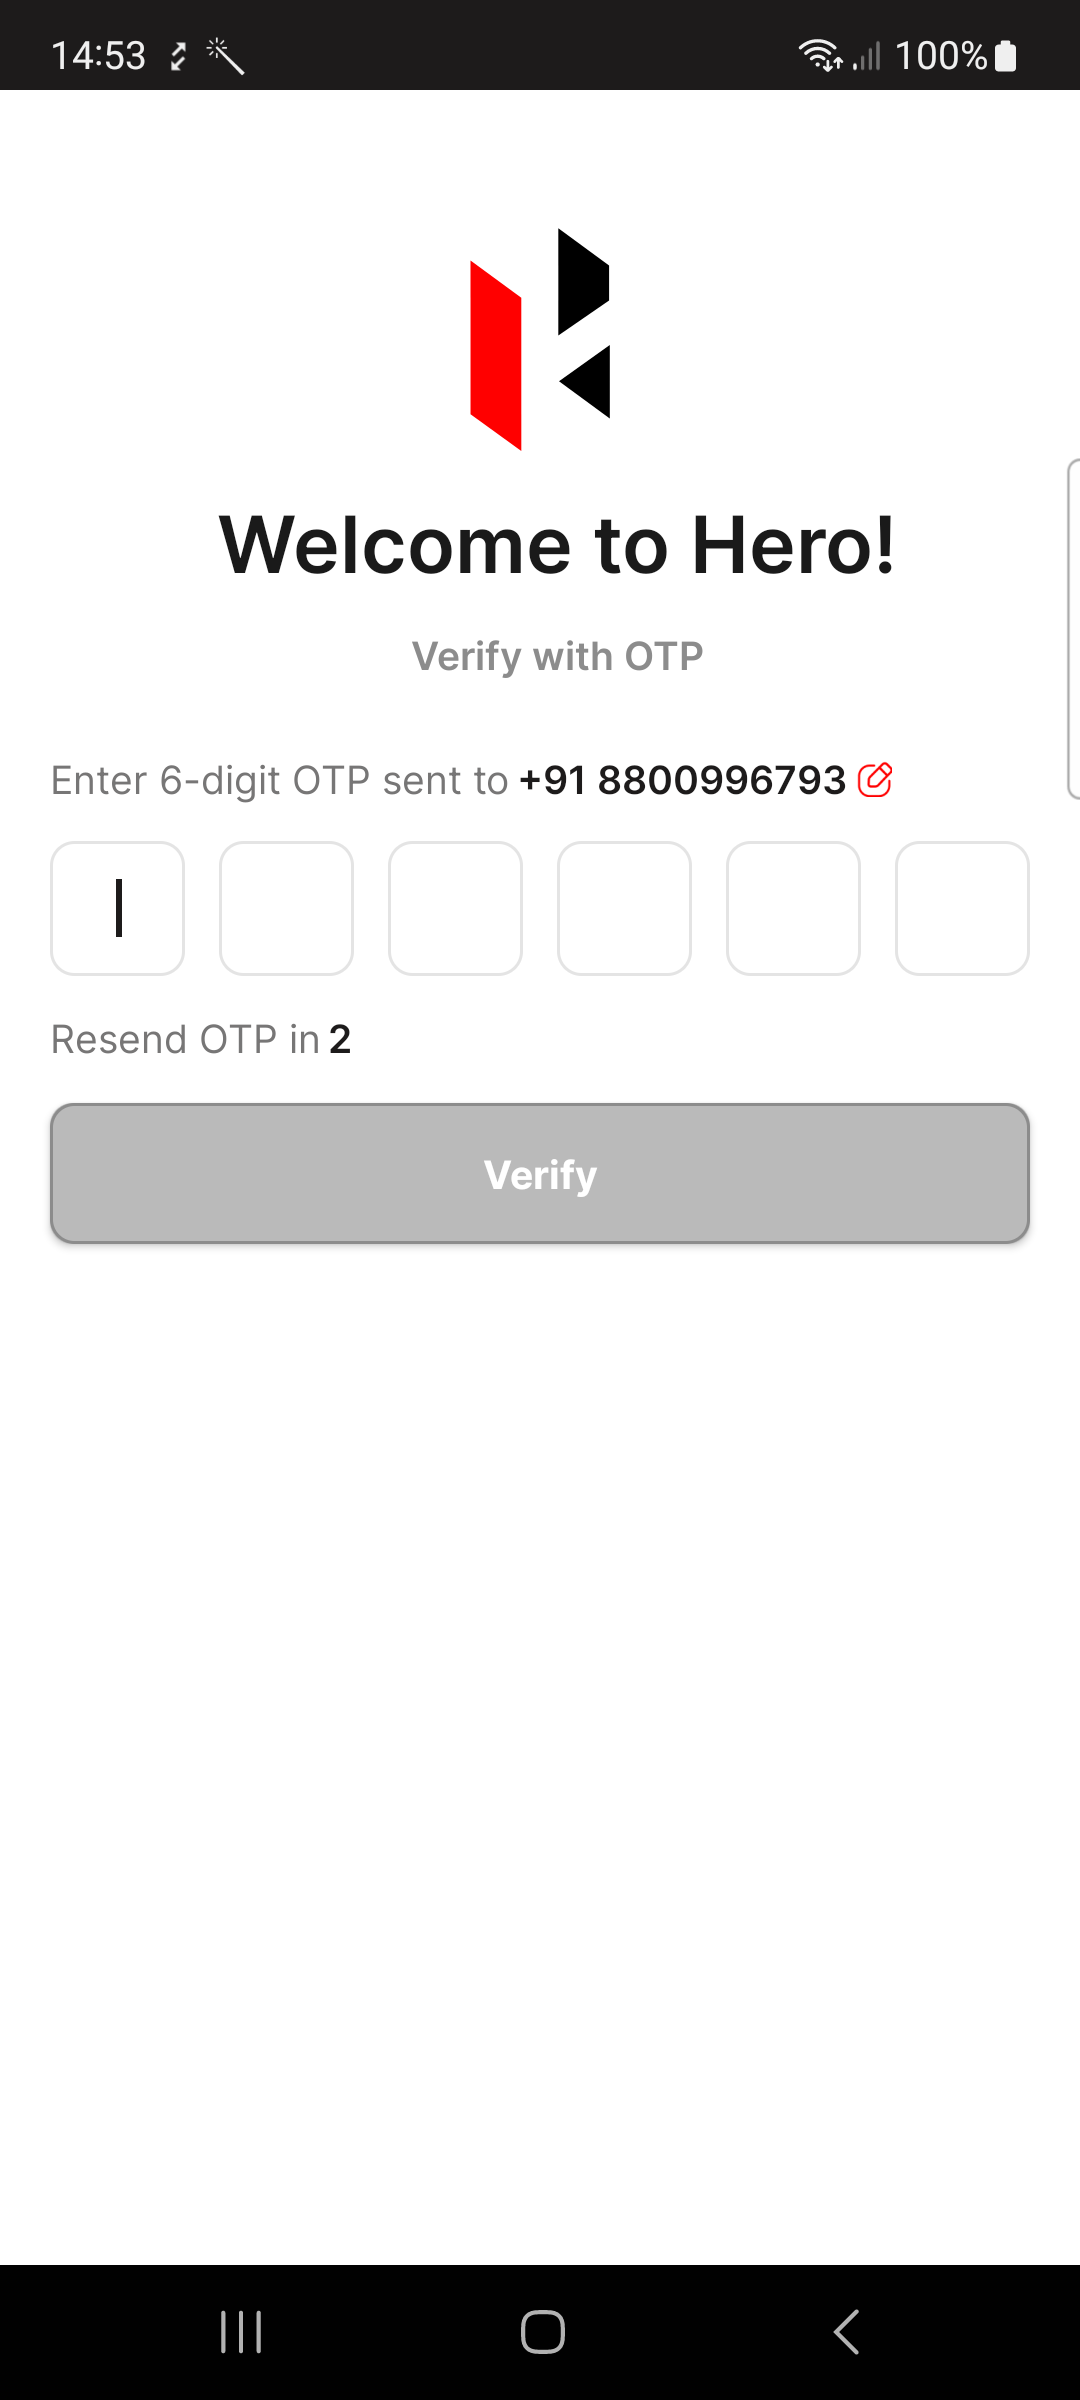 14:53
100%
Welcome to Hero!
Verify with OTP
Enter 6-digit OTP sent to +91 8800996793
Resend OTP in 2
Verify